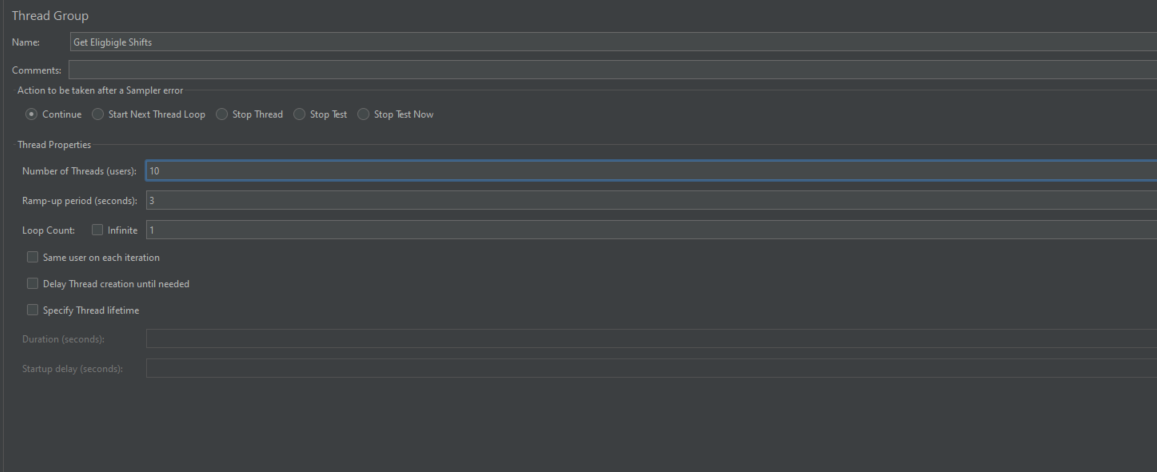 Thread Group
Name: Get Eligbigle Shifts
Comments:
Action to be taken after a Sampler error
Continue Start Next Thread Loop Stop Thread Stop Test Stop Test Now
Thread Properties
Number of Threads (users): 10
Ramp-up period (seconds): 3
Loop Count: Infinite 1
Same user on each iteration
Delay Thread creation until needed
Specify Thread lifetime
Duration (seconds):
Startup delay (seconds):